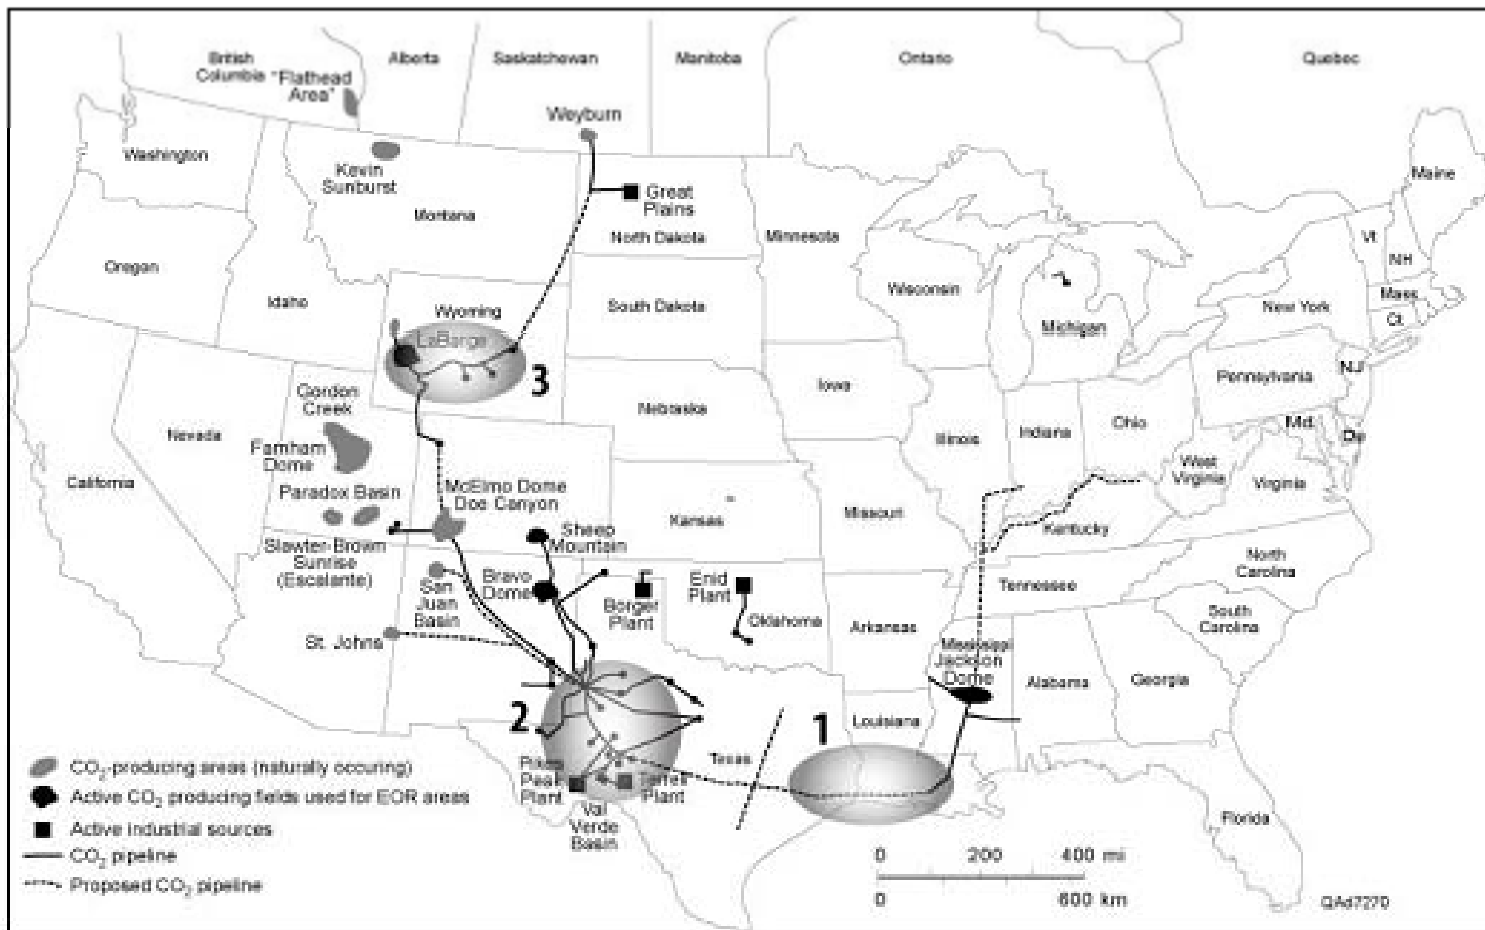 British
Columbia "Flathead
Area"
Alberta
Saskatchewan
Manitoba
Ontario
Quebec
Weyburn
Washington
Kevin
Sunburst
Montana
Great
Plains
North Dakota
Minnesota
Maine
Vt
NH
Oregon
Idaho
Wyoming
South Dakota
Wisconsin
Michigan
New York
Mass
Ct
LaBarge
3
Gordon
Creek
Iowa
Pennsylvania
NJ
Nevada
Farnham
Dome
Nebraska
Illinois
Indiana
Ohio
Md.
De
California
Paradox Basin
McElmo Dome
Doe Canyon
West
Virginia
Virginia
Kansas
Missouri
Kentucky
Slawter-Brown
Sunrise
(Escalante)
Sheep
Mountain
San
Juan
Basin
Bravo
Dome
Borger
Plant
Enid
Plant
Oklahoma
Tennessee
North
Carolina
South
Carolina
Arkansas
St. Johns
Mississippi
Jackson
Dome
Alabama
Georgia
2
1
Louisiana
Texas
Pikes
Peak
Plant
Terrell
Plant
Val
Verde
Basin
Florida
CO2-producing areas (naturally occuring)
Active CO2 producing fields used for EOR areas
Active industrial sources
CO2 pipeline
Proposed CO2 pipeline
0 200 400 mi
0 600 km
QAd7270